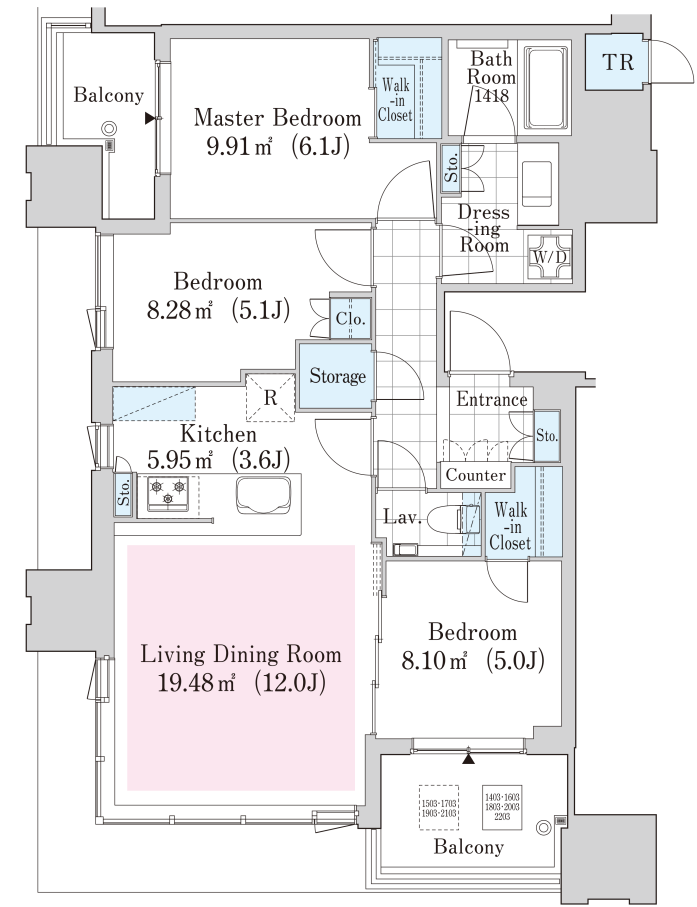 Balcony
Master Bedroom
9.91㎡ (6.1J)
Walk
-in
Closet
Bath
Room
1418
TR
Sto.
Dress
-ing
Room
W/D
Bedroom
8.28㎡ (5.1J)
Clo.
Storage
R
Entrance
Sto.
Kitchen
5.95㎡ (3.6J)
Counter
Sto.
Lav.
Walk
-in
Closet
Living Dining Room
19.48㎡ (12.0J)
Bedroom
8.10㎡ (5.0J)
1503・1703
1903・2103
1403・1603
1803・2003
2203
Balcony